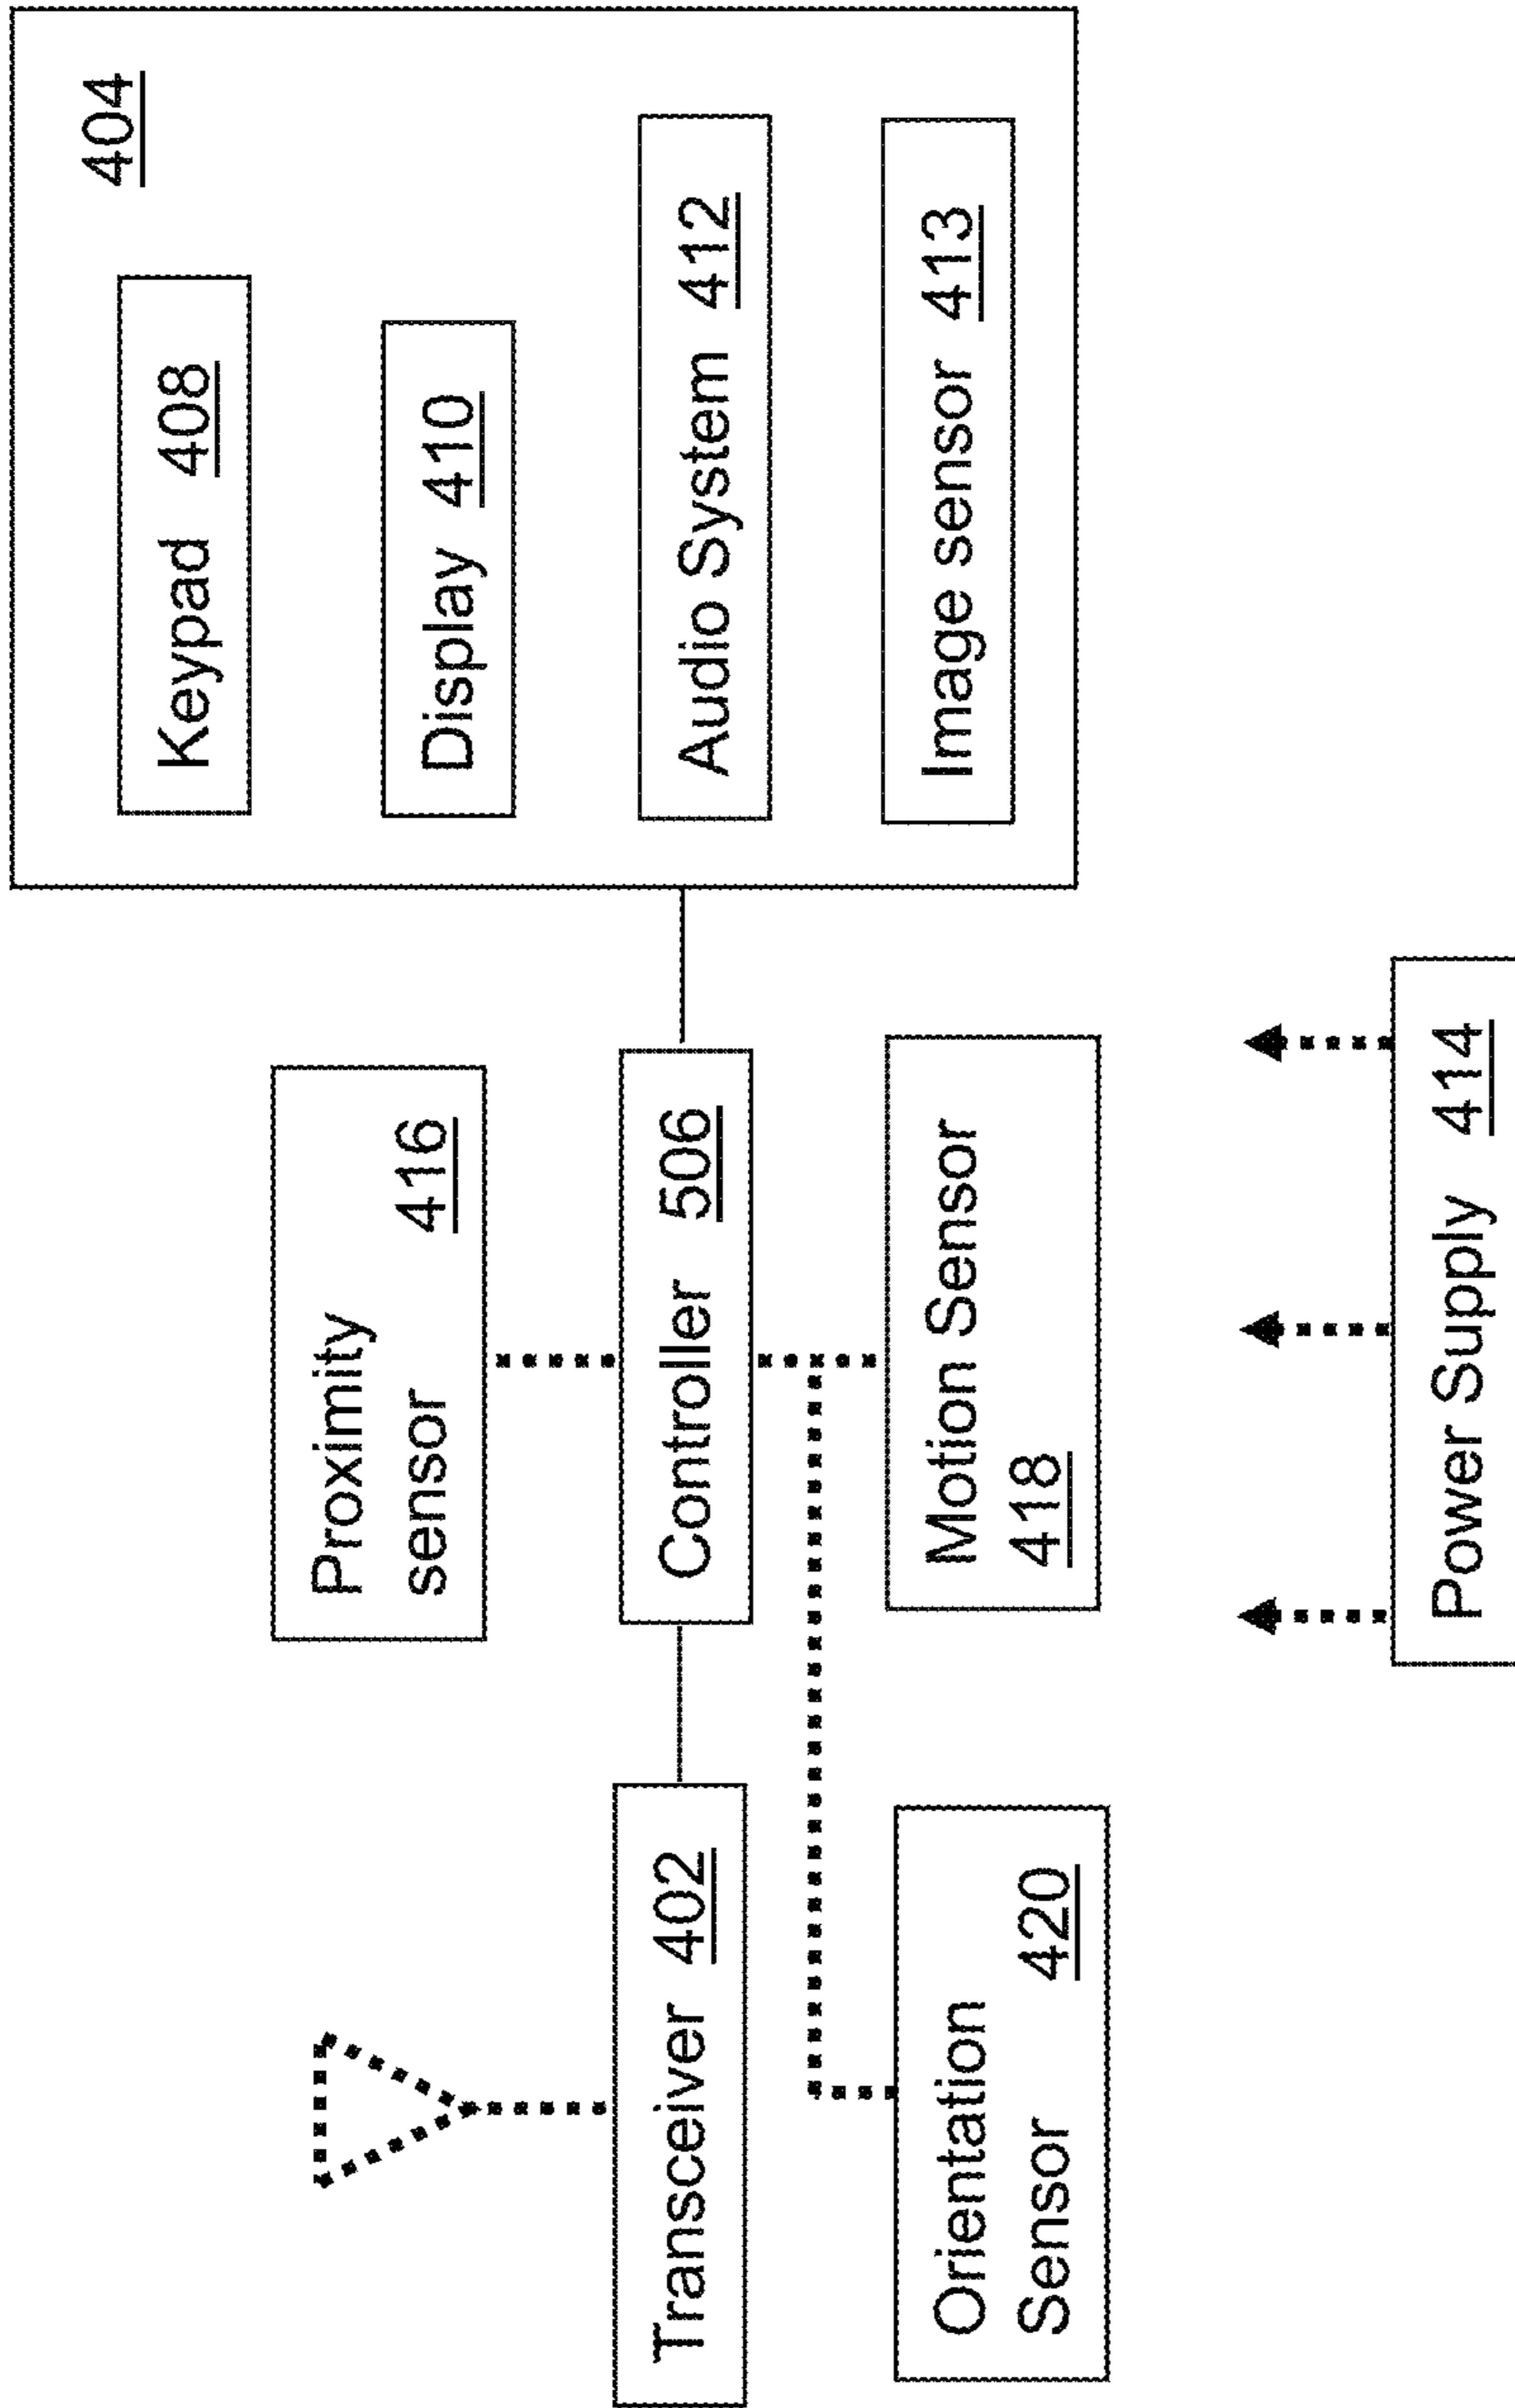 404
Keypad 408
Display 410
Audio System 412
Image sensor 413
Proximity
sensor 416
Controller 506
Motion Sensor
418
Transceiver 402
Orientation
Sensor 420
Power Supply 414